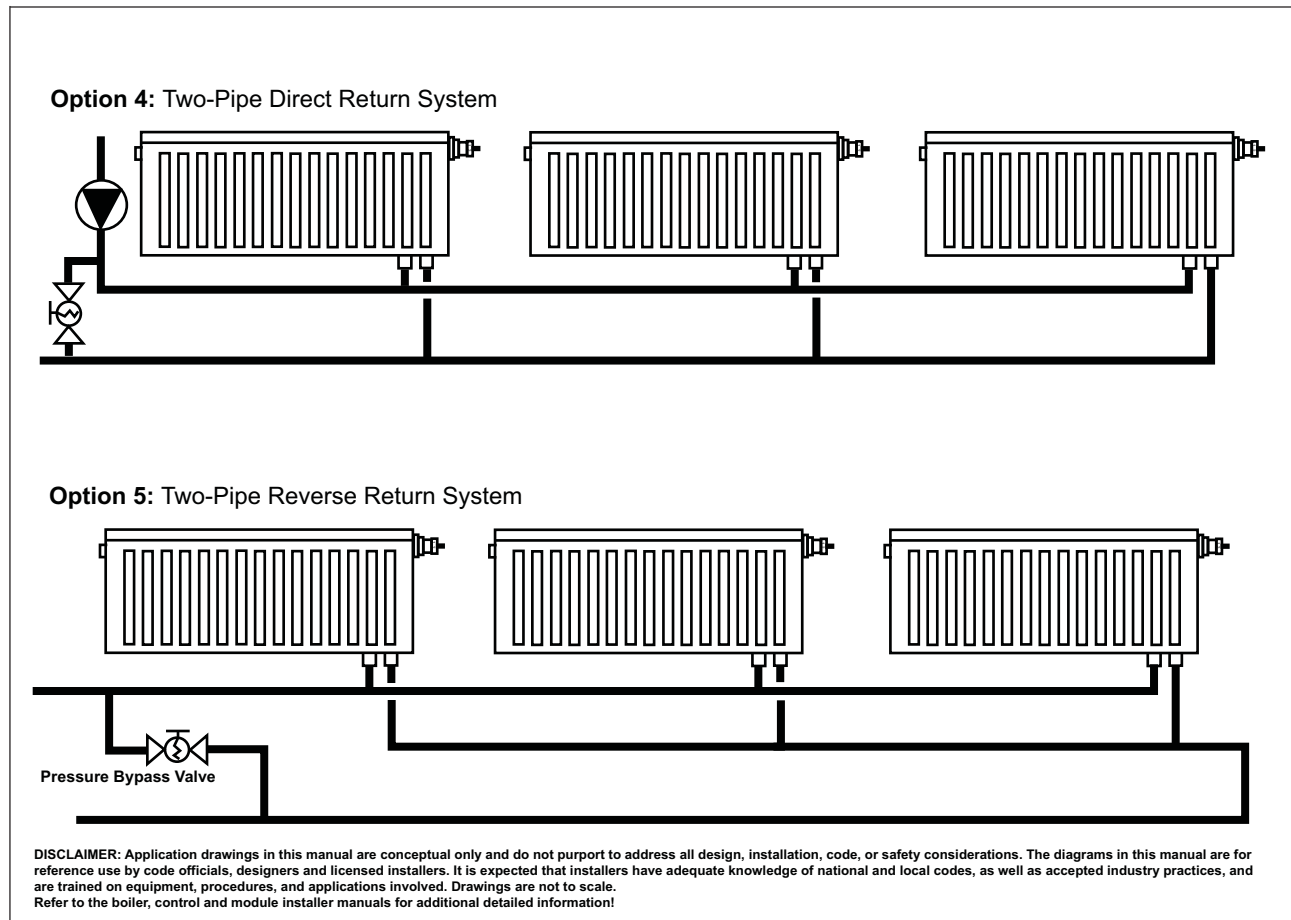 Option 4: Two-Pipe Direct Return System
Option 5: Two-Pipe Reverse Return System
Pressure Bypass Valve
DISCLAIMER: Application drawings in this manual are conceptual only and do not purport to address all design, installation, code, or safety considerations. The diagrams in this manual are for
reference use by code officials, designers and licensed installers. It is expected that installers have adequate knowledge of national and local codes, as well as accepted industry practices, and
are trained on equipment, procedures, and applications involved. Drawings are not to scale.
Refer to the boiler, control and module installer manuals for additional detailed information!